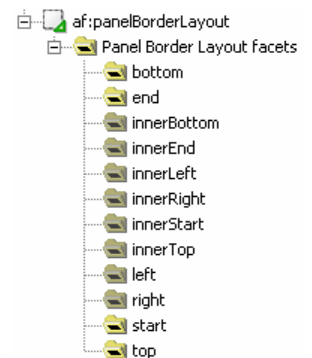 af:panelBorderLayout
Panel Border Layout facets
bottom
end
innerBottom
innerEnd
innerLeft
innerRight
innerStart
innerTop
left
right
start
top